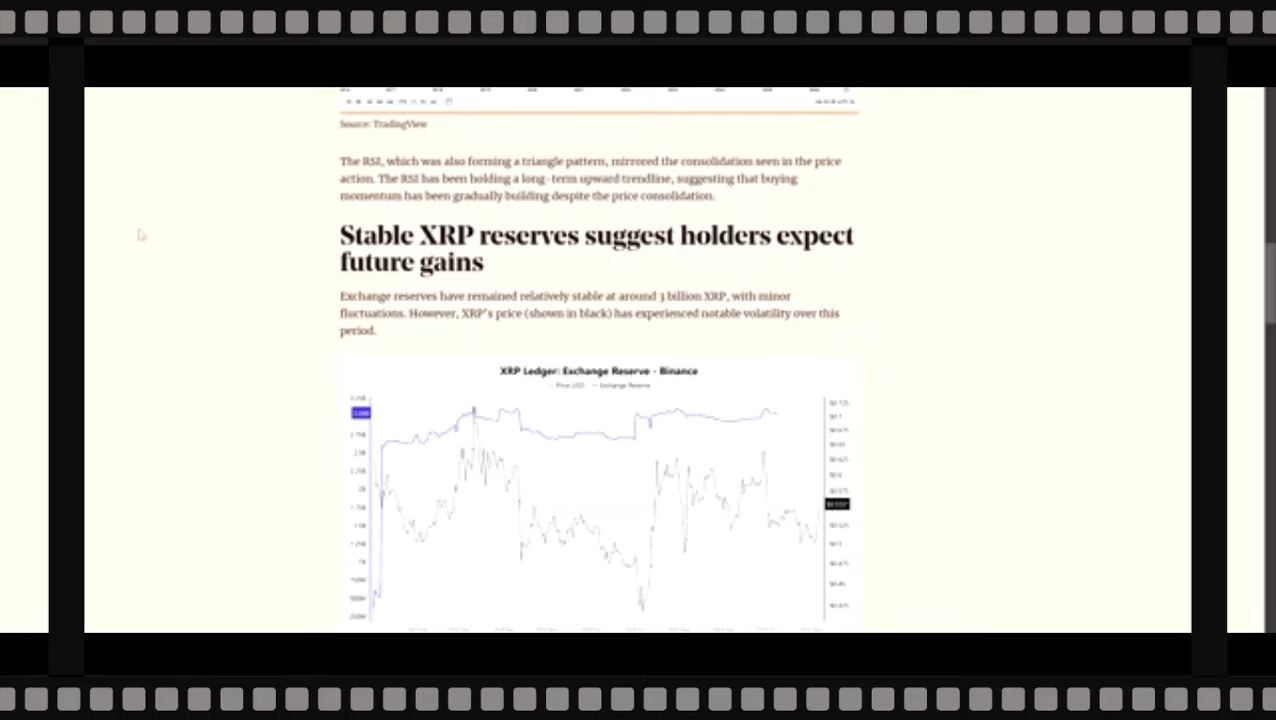 Source: TradingView
The RSI, which was also forming a triangle pattern, mirrored the consolidation seen in the price
action. The RSI has been holding a long-term upward trendline, suggesting that buying
momentum has been gradually building despite the price consolidation.
Stable XRP reserves suggest holders expect
future gains
Exchange reserves have remained relatively stable at around 3 billion XRP, with minor
fluctuations. However, XRP's price (shown in black) has experienced notable volatility over this
period.
XRP Ledger: Exchange Reserve - Binance
Price USD Exchange Reserve